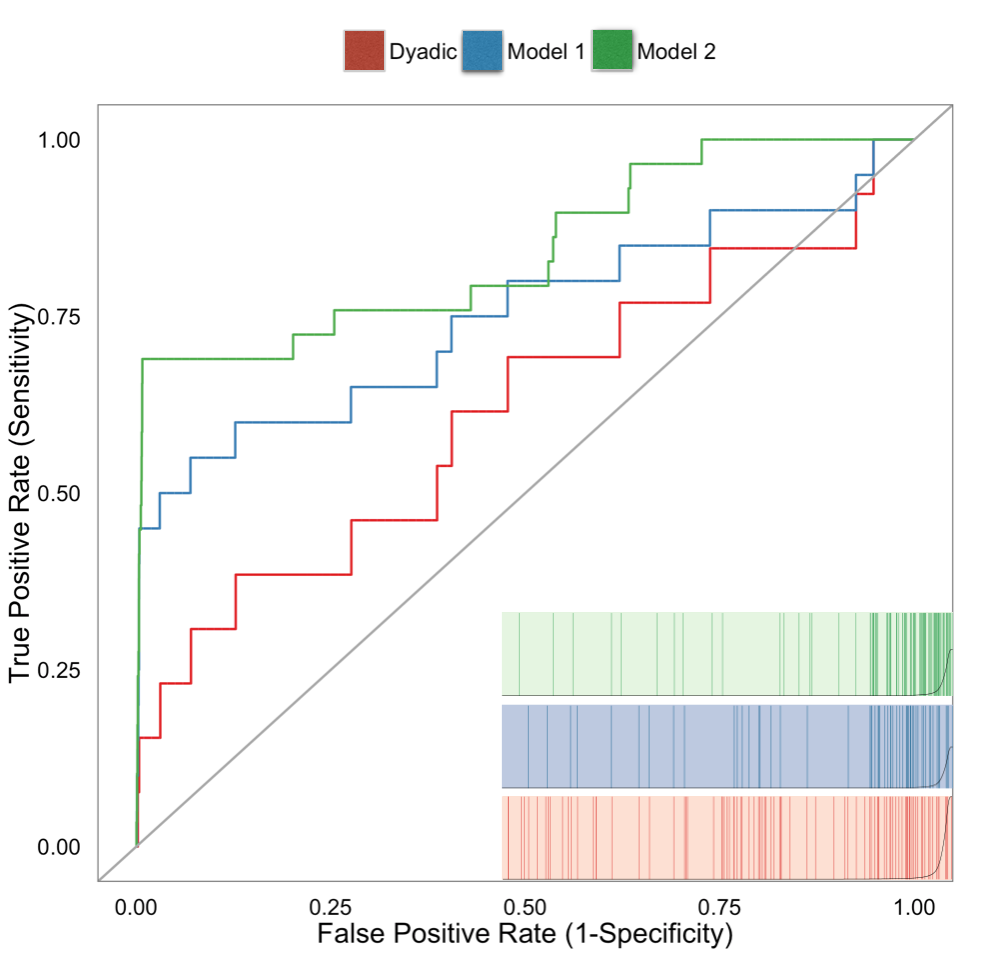 Dyadic Model 1 Model 2
True Positive Rate (Sensitivity)
1.00
0.75
0.50
0.25
0.00
0.00 0.25 0.50 0.75 1.00
False Positive Rate (1-Specificity)